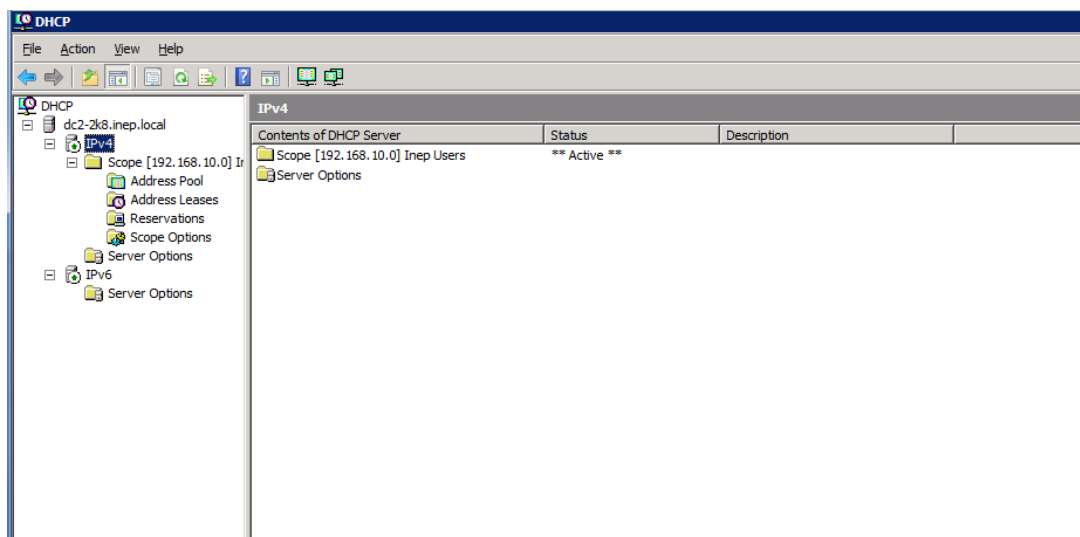 DHCP
File Action View Help
DHCP
dc2-2k8.inep.local
IPv4
Scope [192.168.10.0] Ir
Address Pool
Address Leases
Reservations
Scope Options
Server Options
IPv6
Server Options
IPv4
Contents of DHCP Server Status Description
Scope [192.168.10.0] Inep Users ** Active **
Server Options